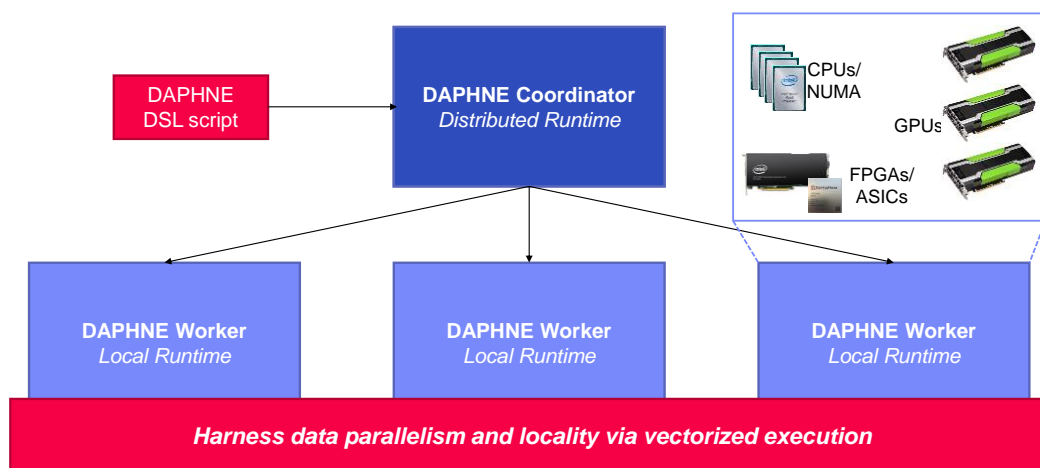 DAPHNE
DSL script
DAPHNE Coordinator
Distributed Runtime
CPUs/
NUMA
GPUs
FPGAs/
ASICs
DAPHNE Worker
Local Runtime
DAPHNE Worker
Local Runtime
DAPHNE Worker
Local Runtime
Harness data parallelism and locality via vectorized execution